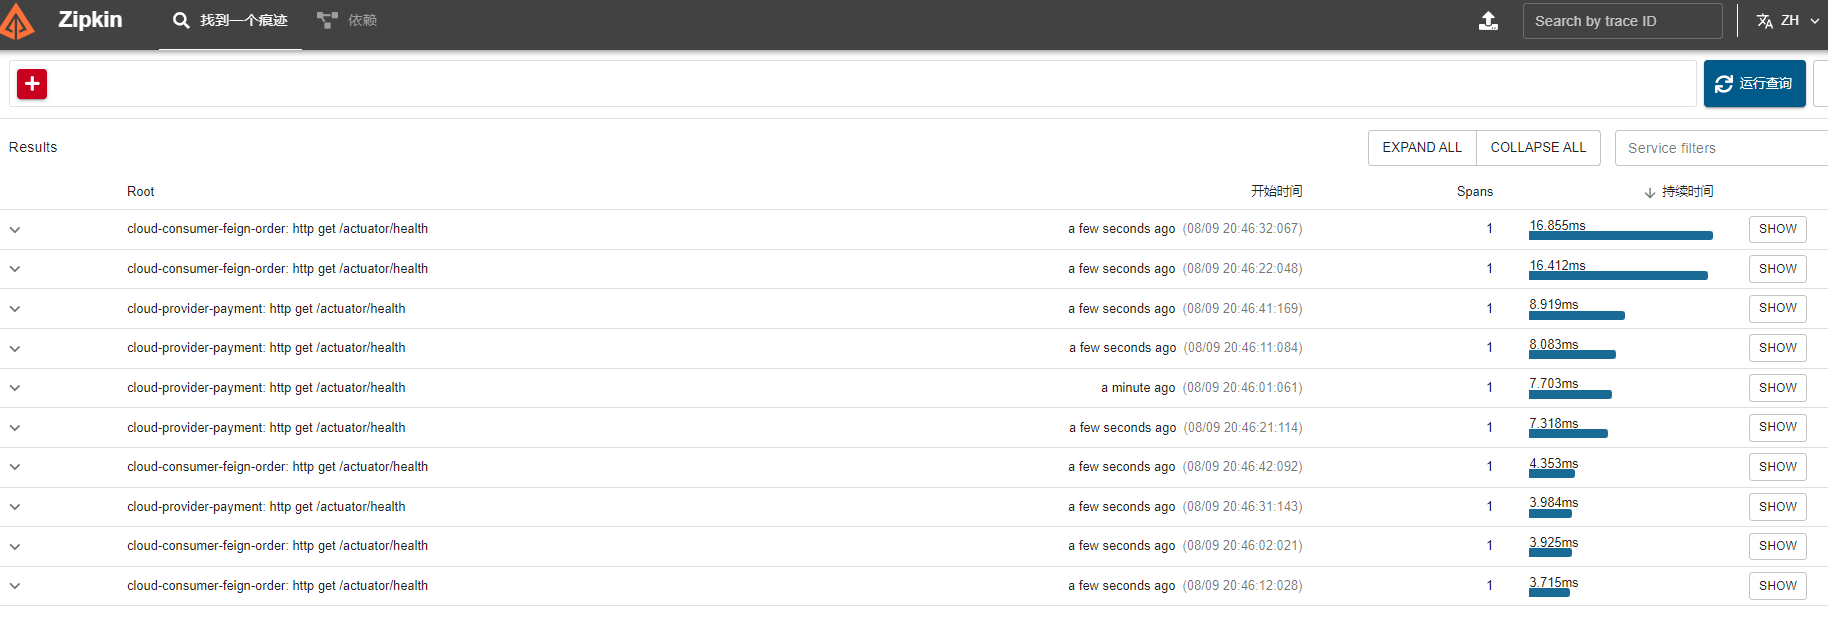 Zipkin 找到一个痕迹 依赖 Search by trace ID ZH
运行查询
Results EXPAND ALL COLLAPSE ALL Service filters
Root 开始时间 Spans 持续时间
cloud-consumer-feign-order: http get /actuator/health a few seconds ago (08/09 20:46:32:067) 1 16.855ms SHOW
cloud-consumer-feign-order: http get /actuator/health a few seconds ago (08/09 20:46:22:048) 1 16.412ms SHOW
cloud-provider-payment: http get /actuator/health a few seconds ago (08/09 20:46:41:169) 1 8.919ms SHOW
cloud-provider-payment: http get /actuator/health a few seconds ago (08/09 20:46:11:084) 1 8.083ms SHOW
cloud-provider-payment: http get /actuator/health a minute ago (08/09 20:46:01:061) 1 7.703ms SHOW
cloud-provider-payment: http get /actuator/health a few seconds ago (08/09 20:46:21:114) 1 7.318ms SHOW
cloud-consumer-feign-order: http get /actuator/health a few seconds ago (08/09 20:46:42:092) 1 4.353ms SHOW
cloud-provider-payment: http get /actuator/health a few seconds ago (08/09 20:46:31:143) 1 3.984ms SHOW
cloud-consumer-feign-order: http get /actuator/health a few seconds ago (08/09 20:46:02:021) 1 3.925ms SHOW
cloud-consumer-feign-order: http get /actuator/health a few seconds ago (08/09 20:46:12:028) 1 3.715ms SHOW